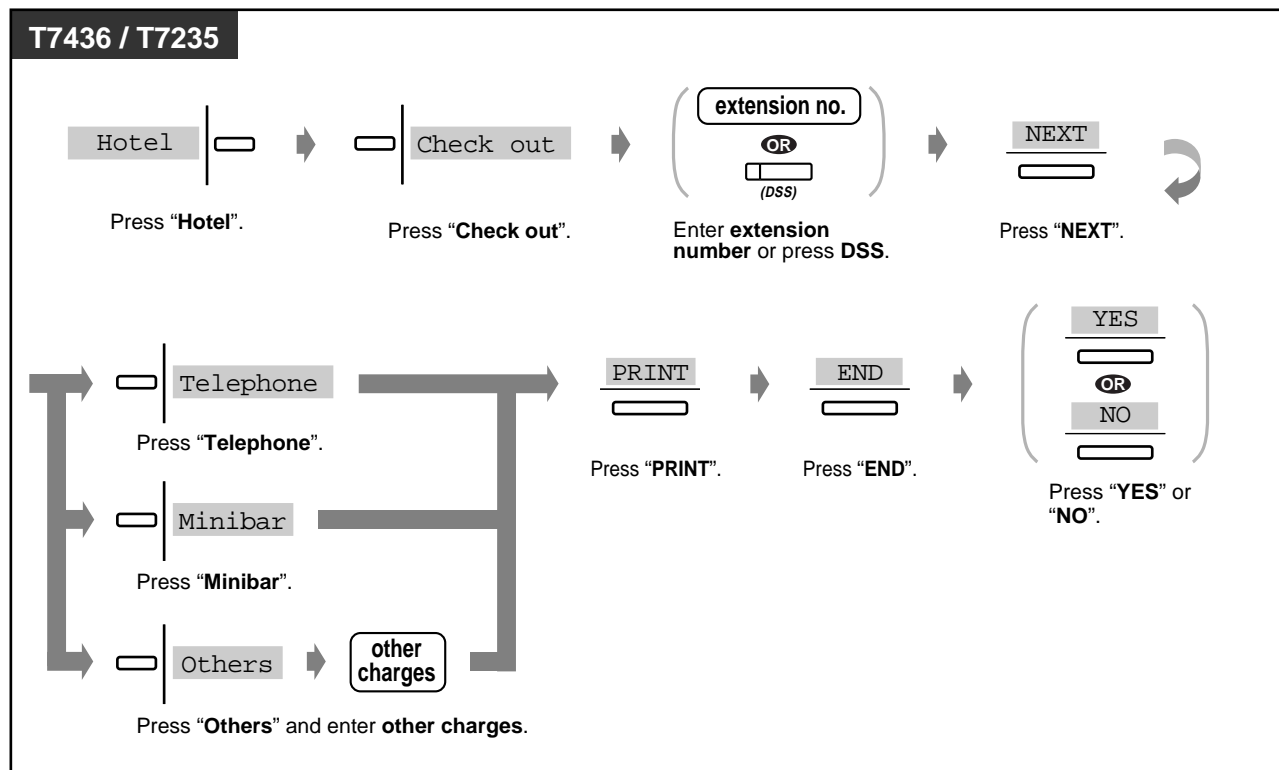 T7436 / T7235
Hotel
Press “Hotel”.
Check out
Press “Check out”.
extension no.
OR
(DSS)
Enter extension
number or press DSS.
NEXT
Press “NEXT”.
Telephone
Press “Telephone”.
Minibar
Press “Minibar”.
Others
other
charges
Press “Others” and enter other charges.
PRINT
Press “PRINT”.
END
Press “END”.
YES
OR
NO
Press “YES” or
“NO”.